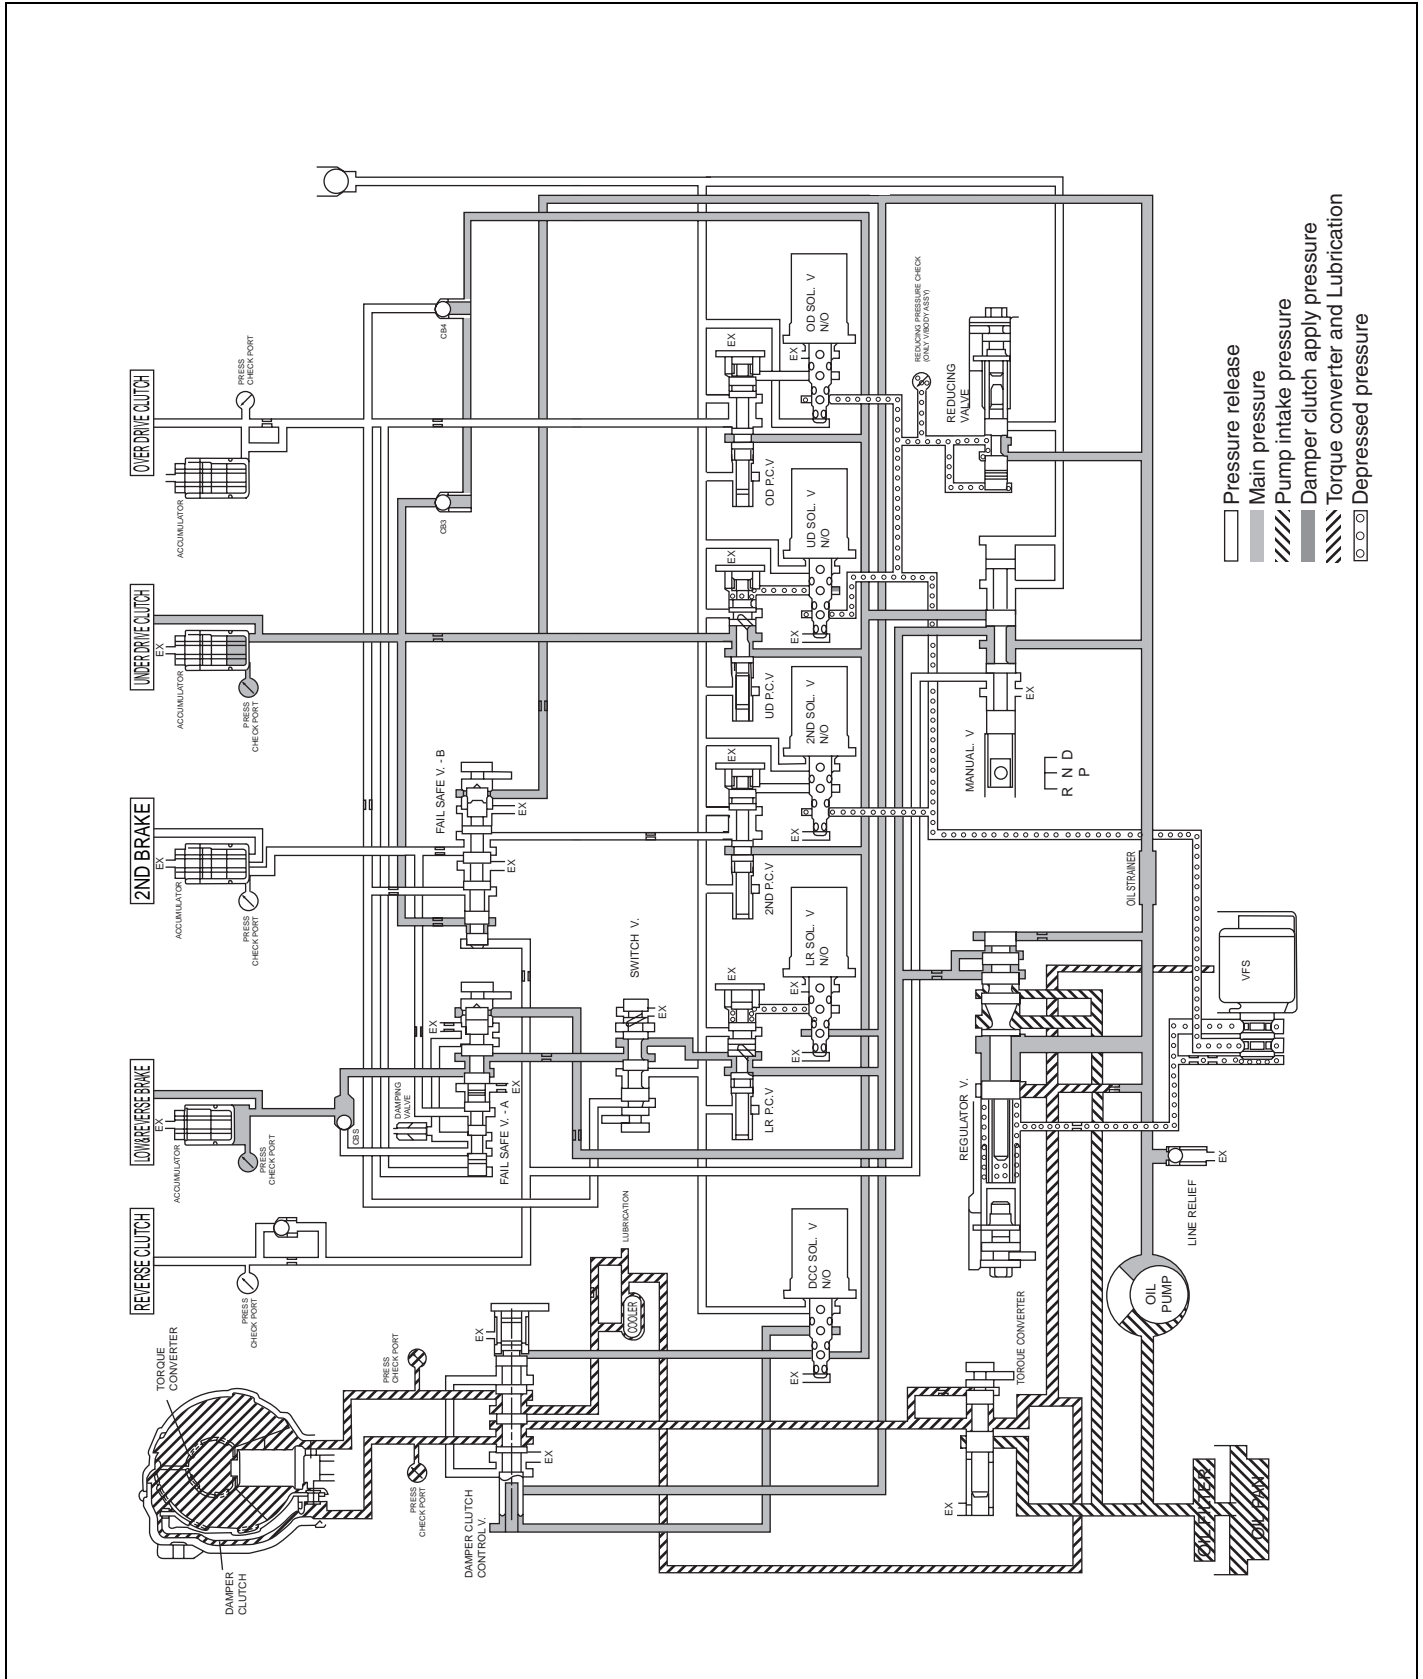 TORQUE
CONVERTER
DAMPER
CLUTCH
REVERSE CLUTCH
PRESS
CHECK PORT
LOW&REVERSE BRAKE
EX
ACCUMULATOR
PRESS
CHECK PORT
2ND BRAKE
EX
ACCUMULATOR
PRESS
CHECK PORT
UNDER DRIVE CLUTCH
EX
ACCUMULATOR
PRESS
CHECK PORT
OVER DRIVE CLUTCH
ACCUMULATOR
PRESS
CHECK PORT
PRESS
CHECK PORT
PRESS
CHECK PORT
DAMPER CLUTCH
CONTROL V.
EX
EX
LUBRICATION
COOLER
CBS
DAMPING
VALVE
FAIL SAFE V. - A
EX
EX
FAIL SAFE V. - B
EX
EX
CB3
CB4
SWITCH V.
EX
DCC SOL. V
N/O
EX
LR P.C.V
EX
LR SOL. V
N/O
EX
EX
2ND P.C.V
EX
2ND SOL. V
N/O
EX
UD P.C.V
EX
UD SOL. V
N/O
EX
OD P.C.V
EX
OD SOL. V
N/O
EX
REDUCING PRESSURE CHECK
(ONLY V/BODY ASSY)
REDUCING
VALVE
MANUAL. V
EX
R N D
P
REGULATOR V.
TORQUE CONVERTER
EX
OIL STRAINER
VFS
LINE RELIEF
EX
OIL
PUMP
OIL FILTER
OIL PAN
Pressure release
Main pressure
Pump intake pressure
Damper clutch apply pressure
Torque converter and Lubrication
Depressed pressure